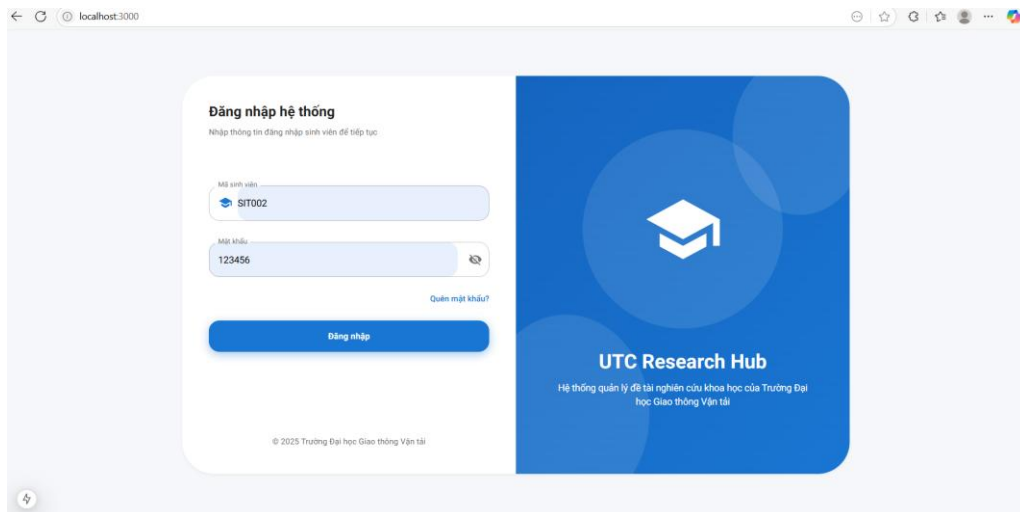 localhost:3000
Đăng nhập hệ thống
Nhập thông tin đăng nhập sinh viên để tiếp tục
Mã sinh viên
SIT002
Mật khẩu
123456
Quên mật khẩu?
Đăng nhập
© 2025 Trường Đại học Giao thông Vận tải
UTC Research Hub
Hệ thống quản lý đề tài nghiên cứu khoa học của Trường Đại
học Giao thông Vận tải